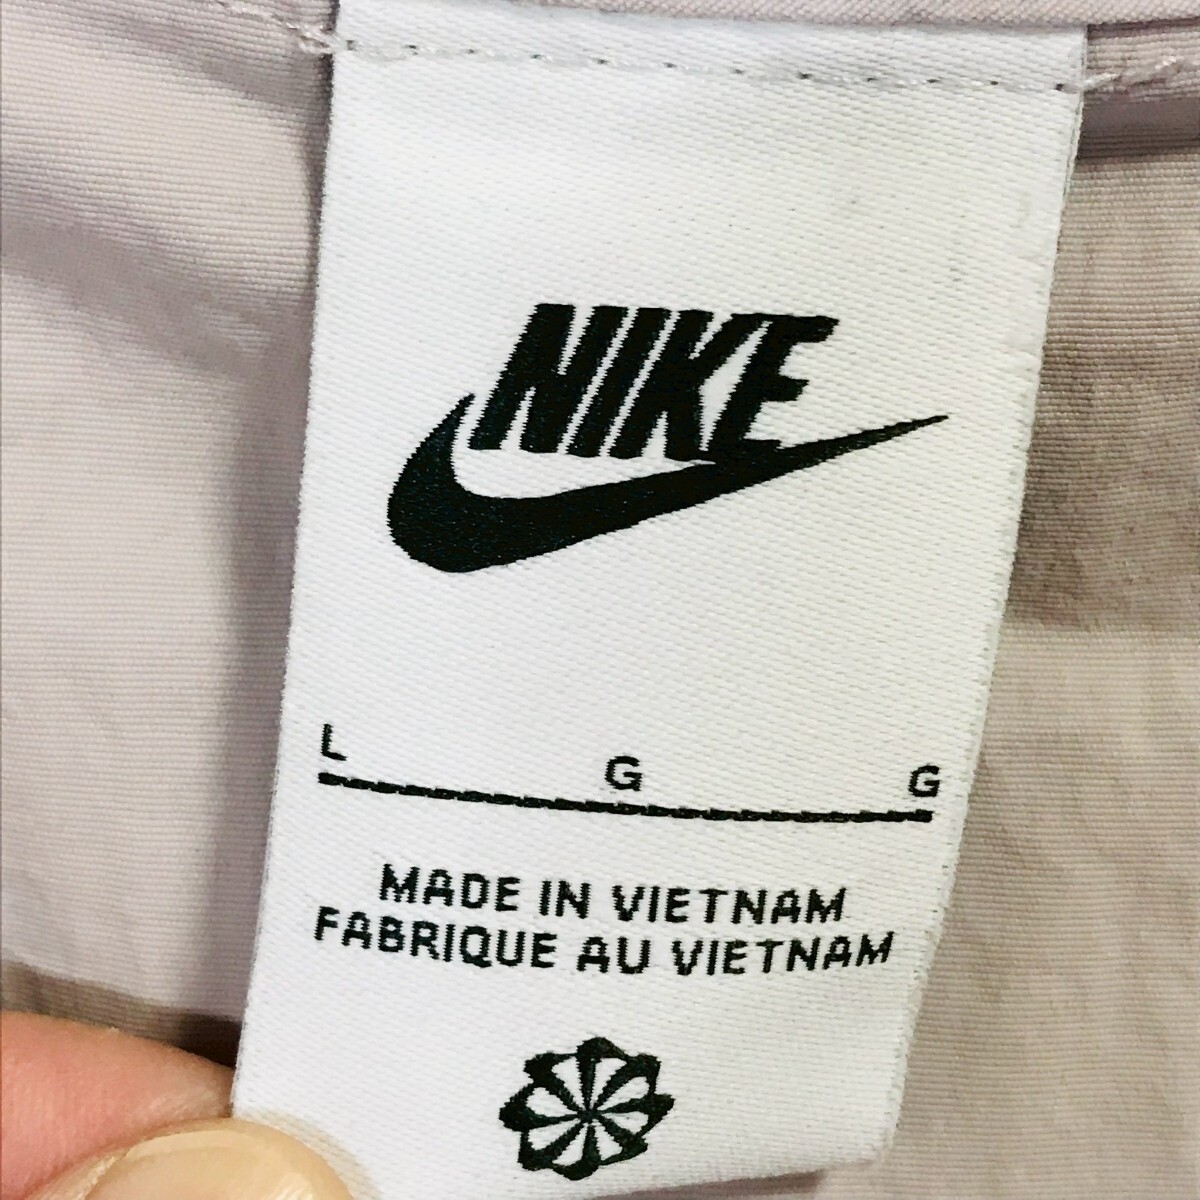 NIKE
L G G
MADE IN VIETNAM
FABRIQUE AU VIETNAM